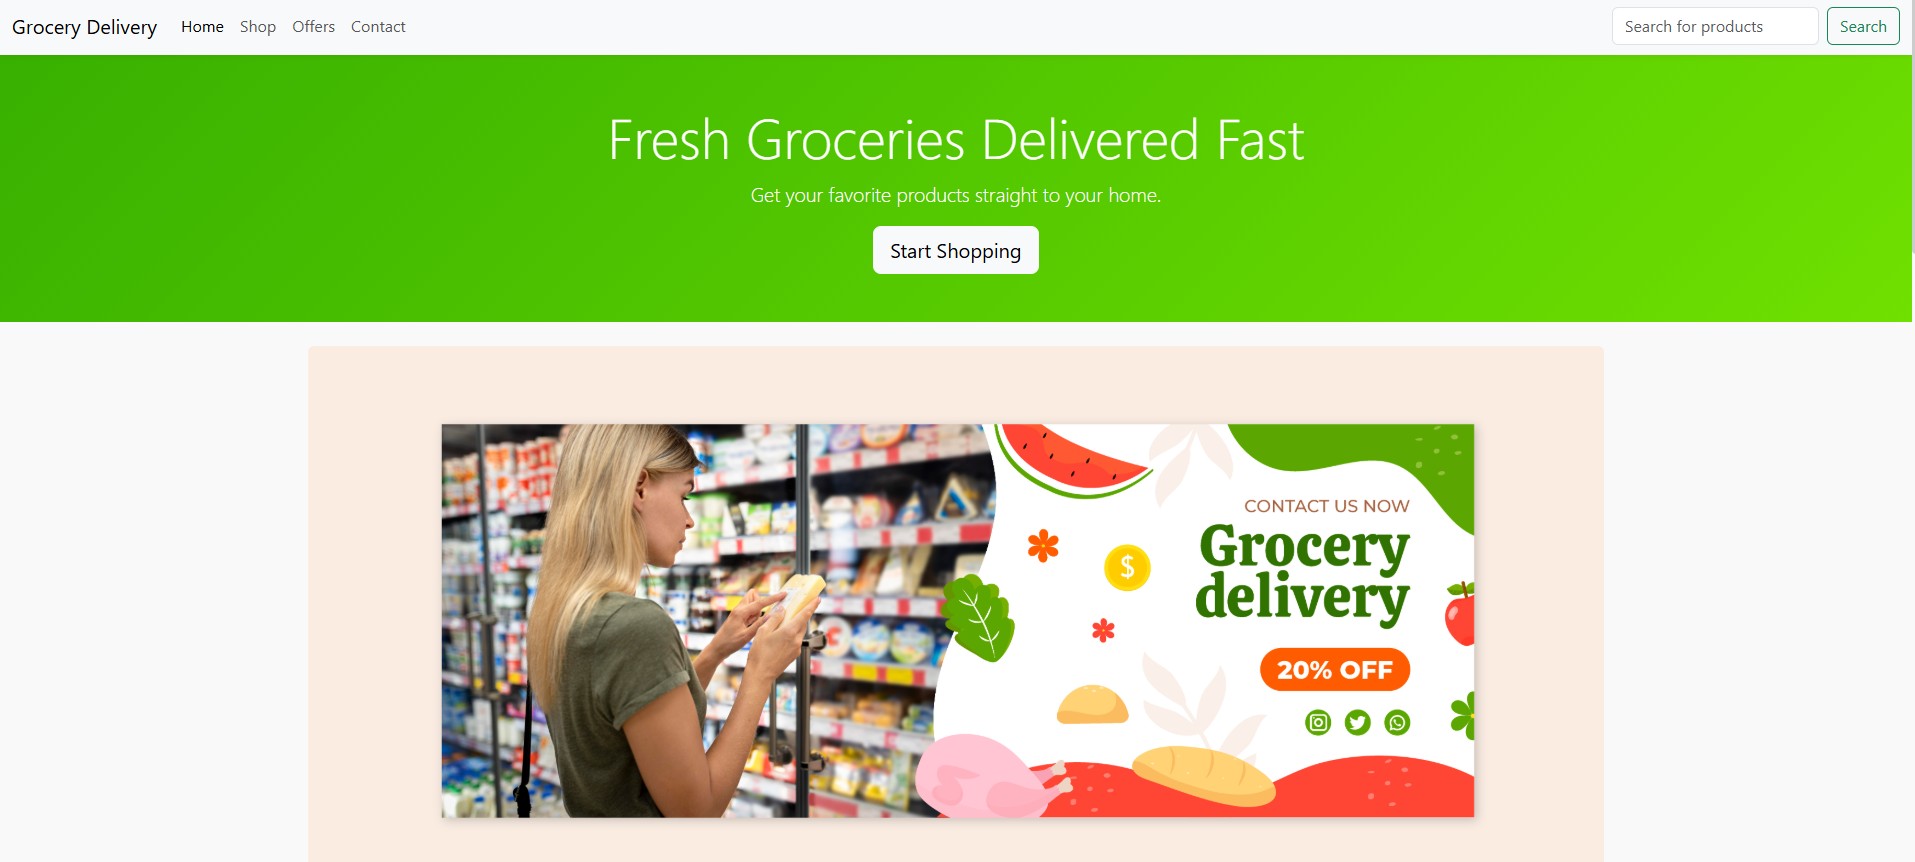 Grocery Delivery Home Shop Offers Contact Search for products Search
Fresh Groceries Delivered Fast
Get your favorite products straight to your home.
Start Shopping
CONTACT US NOW
$
Grocery
delivery
20% OFF